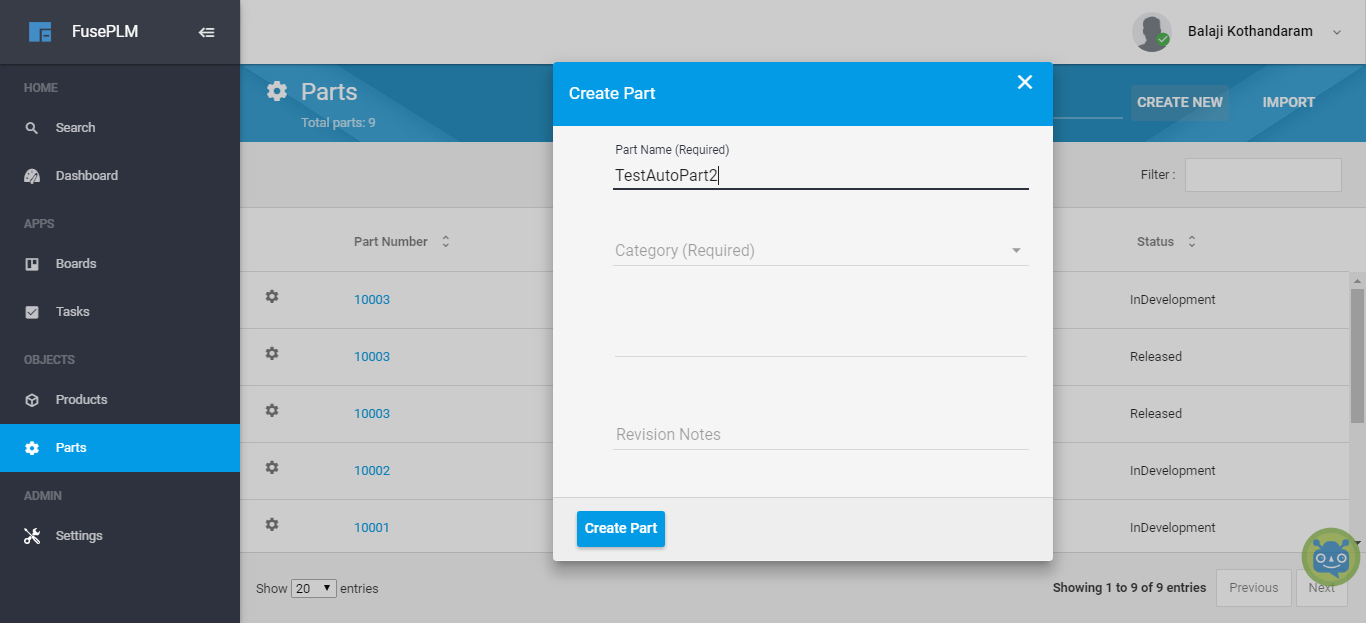 FusePLM
HOME
Search
Dashboard
APPS
Boards
Tasks
OBJECTS
Products
Parts
ADMIN
Settings
Balaji Kothandaram
Parts
Total parts: 9
CREATE NEW
IMPORT
Filter :
Part Number
Status
10003
InDevelopment
10003
Released
10003
Released
10002
InDevelopment
10001
InDevelopment
Show 20 entries
Showing 1 to 9 of 9 entries
Previous
Next
Create Part
Part Name (Required)
TestAutoPart2
Category (Required)
Revision Notes
Create Part